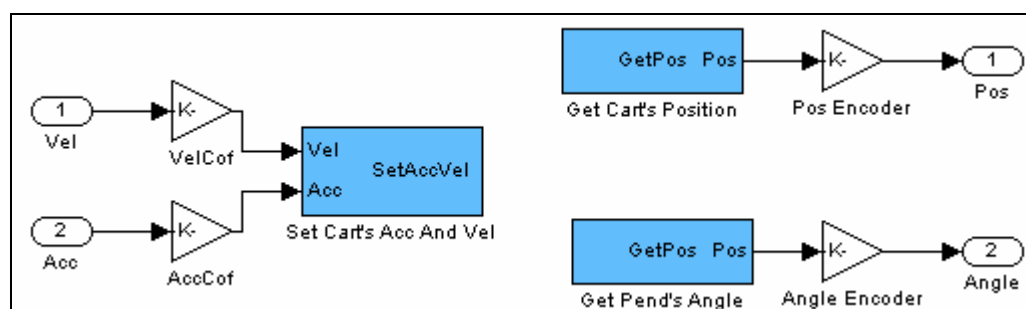 1
Vel
K-
VelCof
2
Acc
K-
AccCof
Vel
Acc
SetAccVel
Set Cart's Acc And Vel
GetPos Pos
Get Cart's Position
K-
Pos Encoder
1
Pos
GetPos Pos
Get Pend's Angle
K-
Angle Encoder
2
Angle